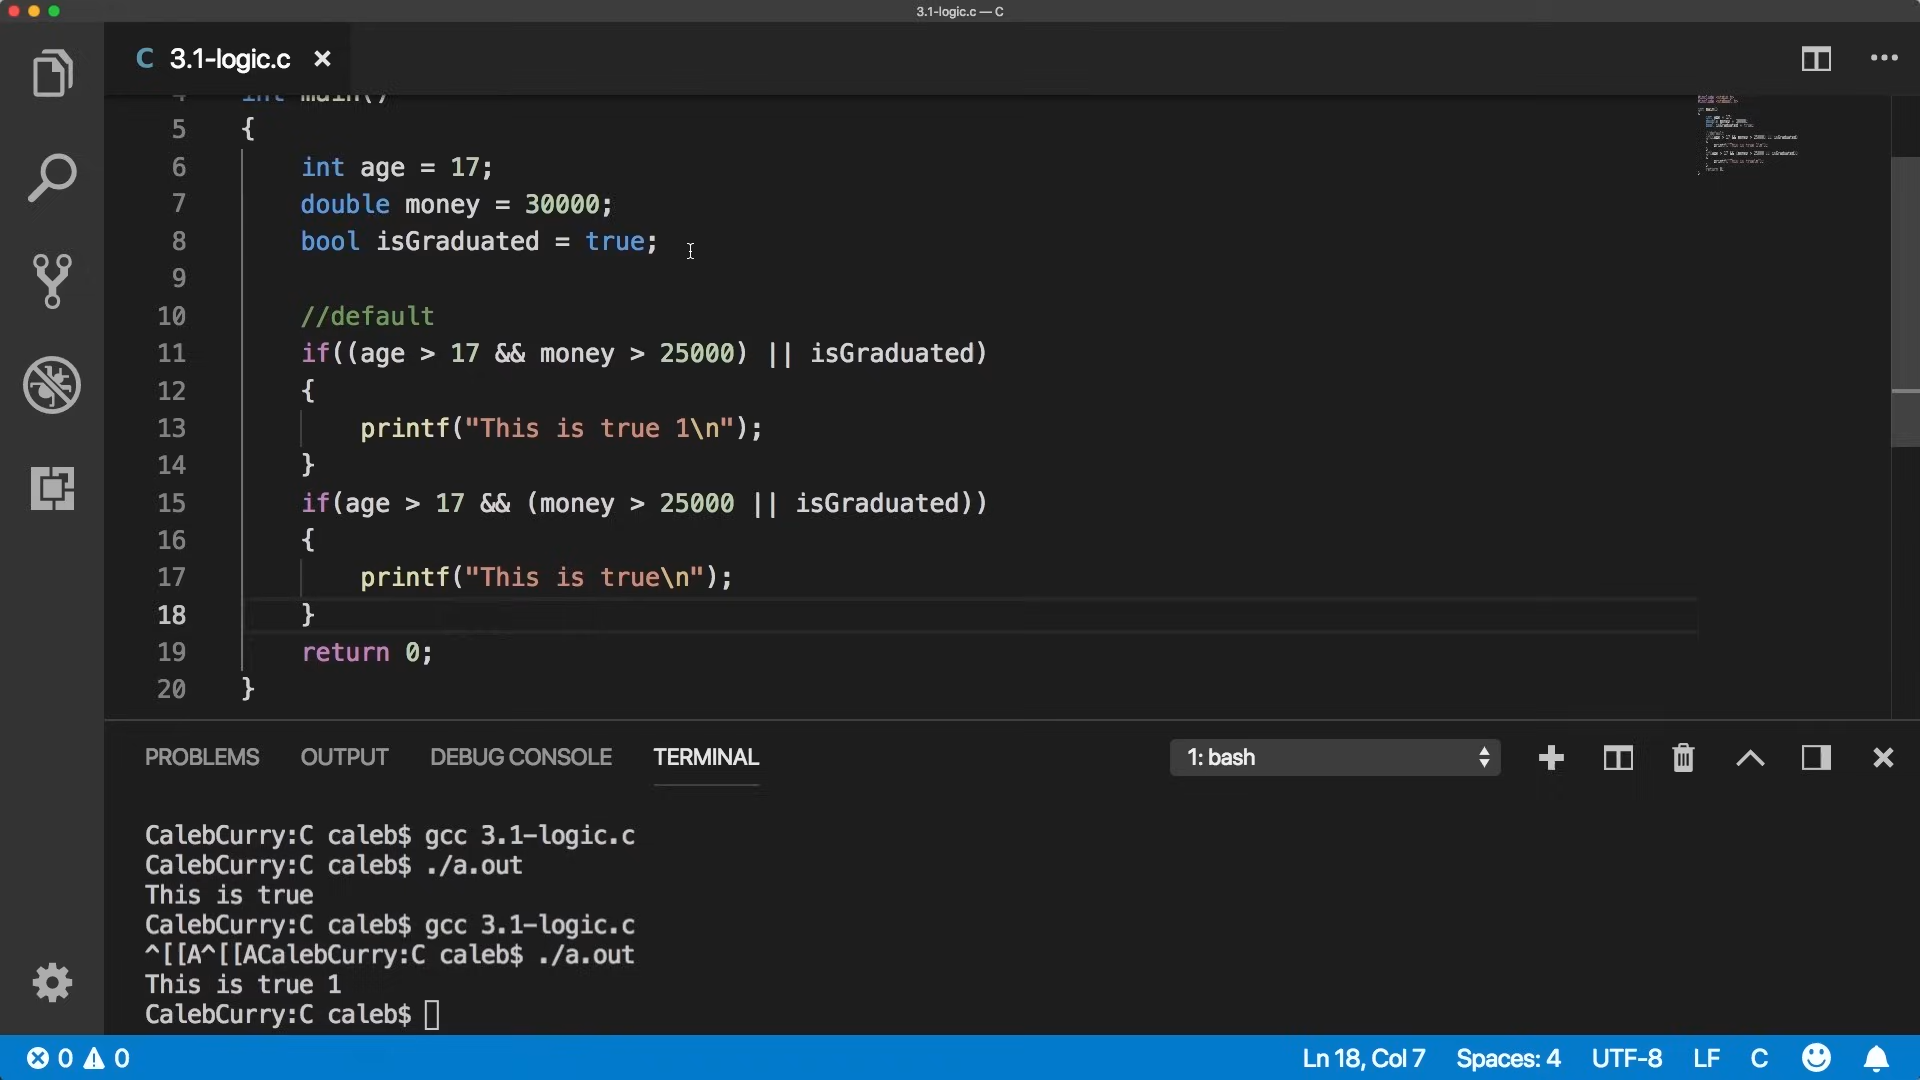 3.1-logic.c — C
C 3.1-logic.c
4 int main()
5 {
6 int age = 17;
7 double money = 30000;
8 bool isGraduated = true;
9
10 //default
11 if((age > 17 && money > 25000) || isGraduated)
12 {
13 printf("This is true 1\n");
14 }
15 if(age > 17 && (money > 25000 || isGraduated))
16 {
17 printf("This is true\n");
18 }
19 return 0;
20 }
PROBLEMS OUTPUT DEBUG CONSOLE TERMINAL 1: bash
CalebCurry:C caleb$ gcc 3.1-logic.c
CalebCurry:C caleb$ ./a.out
This is true
CalebCurry:C caleb$ gcc 3.1-logic.c
^[[A^[[ACalebCurry:C caleb$ ./a.out
This is true 1
CalebCurry:C caleb$
0 0 Ln 18, Col 7 Spaces: 4 UTF-8 LF C